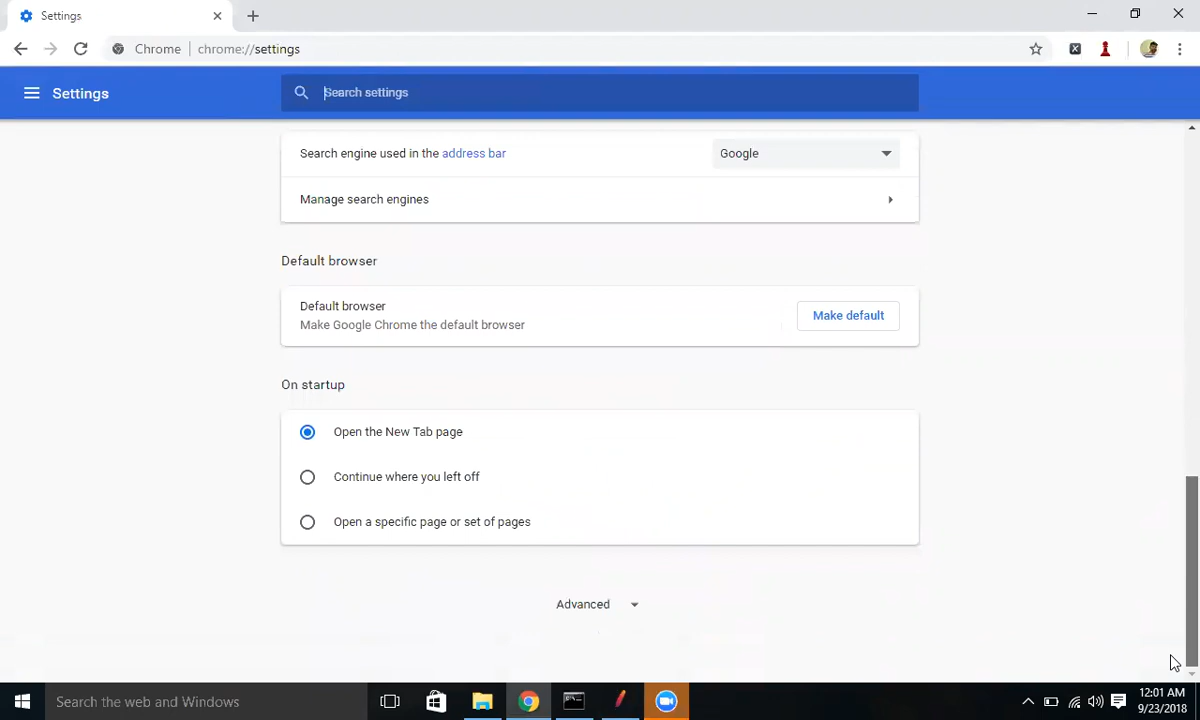 Settings
Chrome
chrome://settings
Settings
Search settings
Search engine used in the address bar
Google
Manage search engines
Default browser
Default browser
Make Google Chrome the default browser
Make default
On startup
Open the New Tab page
Continue where you left off
Open a specific page or set of pages
Advanced
Search the web and Windows
12:01 AM
9/23/2018